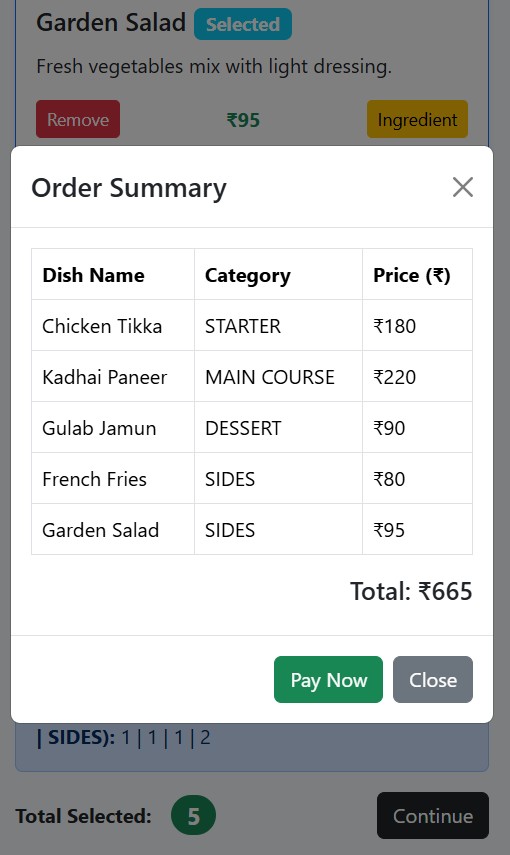 Garden Salad Selected
Fresh vegetables mix with light dressing.
Remove ₹95 Ingredient
Order Summary
Dish Name Category Price (₹)
Chicken Tikka STARTER ₹180
Kadhai Paneer MAIN COURSE ₹220
Gulab Jamun DESSERT ₹90
French Fries SIDES ₹80
Garden Salad SIDES ₹95
Total: ₹665
Pay Now Close
| SIDES): 1 | 1 | 1 | 2
Total Selected: 5 Continue